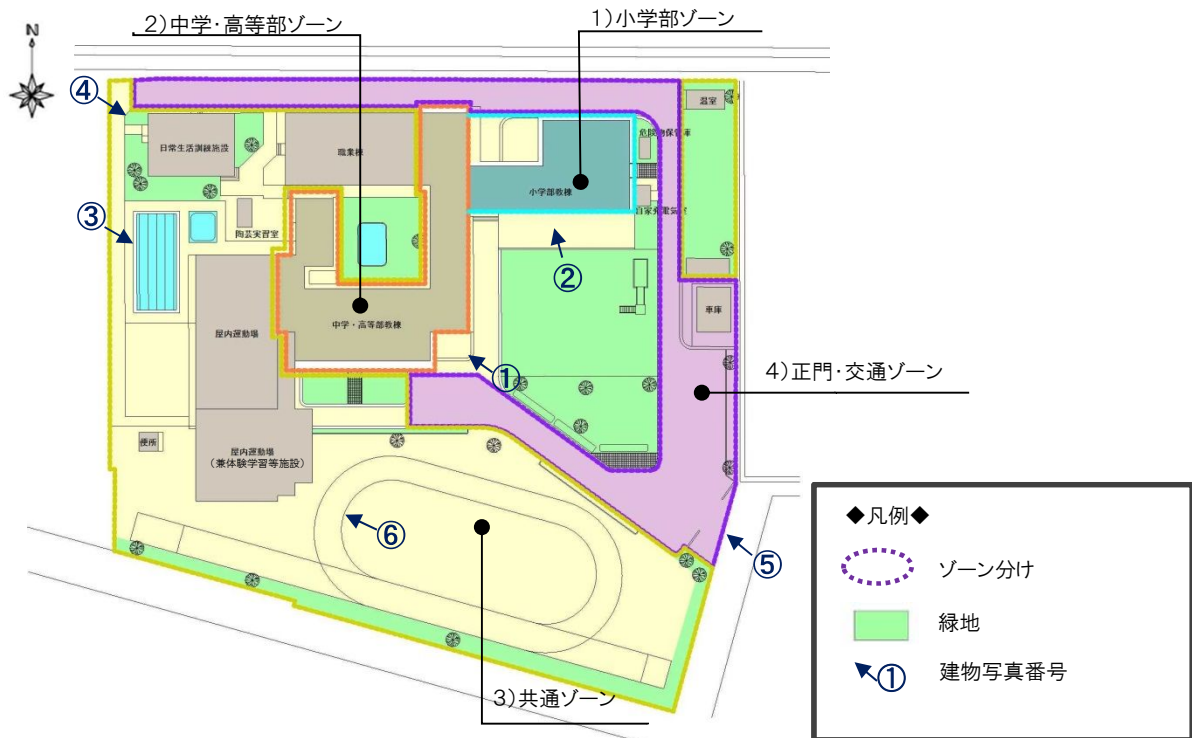 2)中学・高等部ゾーン
1)小学部ゾーン
N
④
温室
日常生活訓練施設
職業棟
危険物保管庫
小学部教棟
自家発電気室
③
陶芸実習室
②
車庫
中学・高等部教棟
屋内運動場
①
4)正門・交通ゾーン
便所
屋内運動場
(兼体験学習等施設)
⑥
⑤
3)共通ゾーン
◆凡例◆
ゾーン分け
緑地
①
建物写真番号